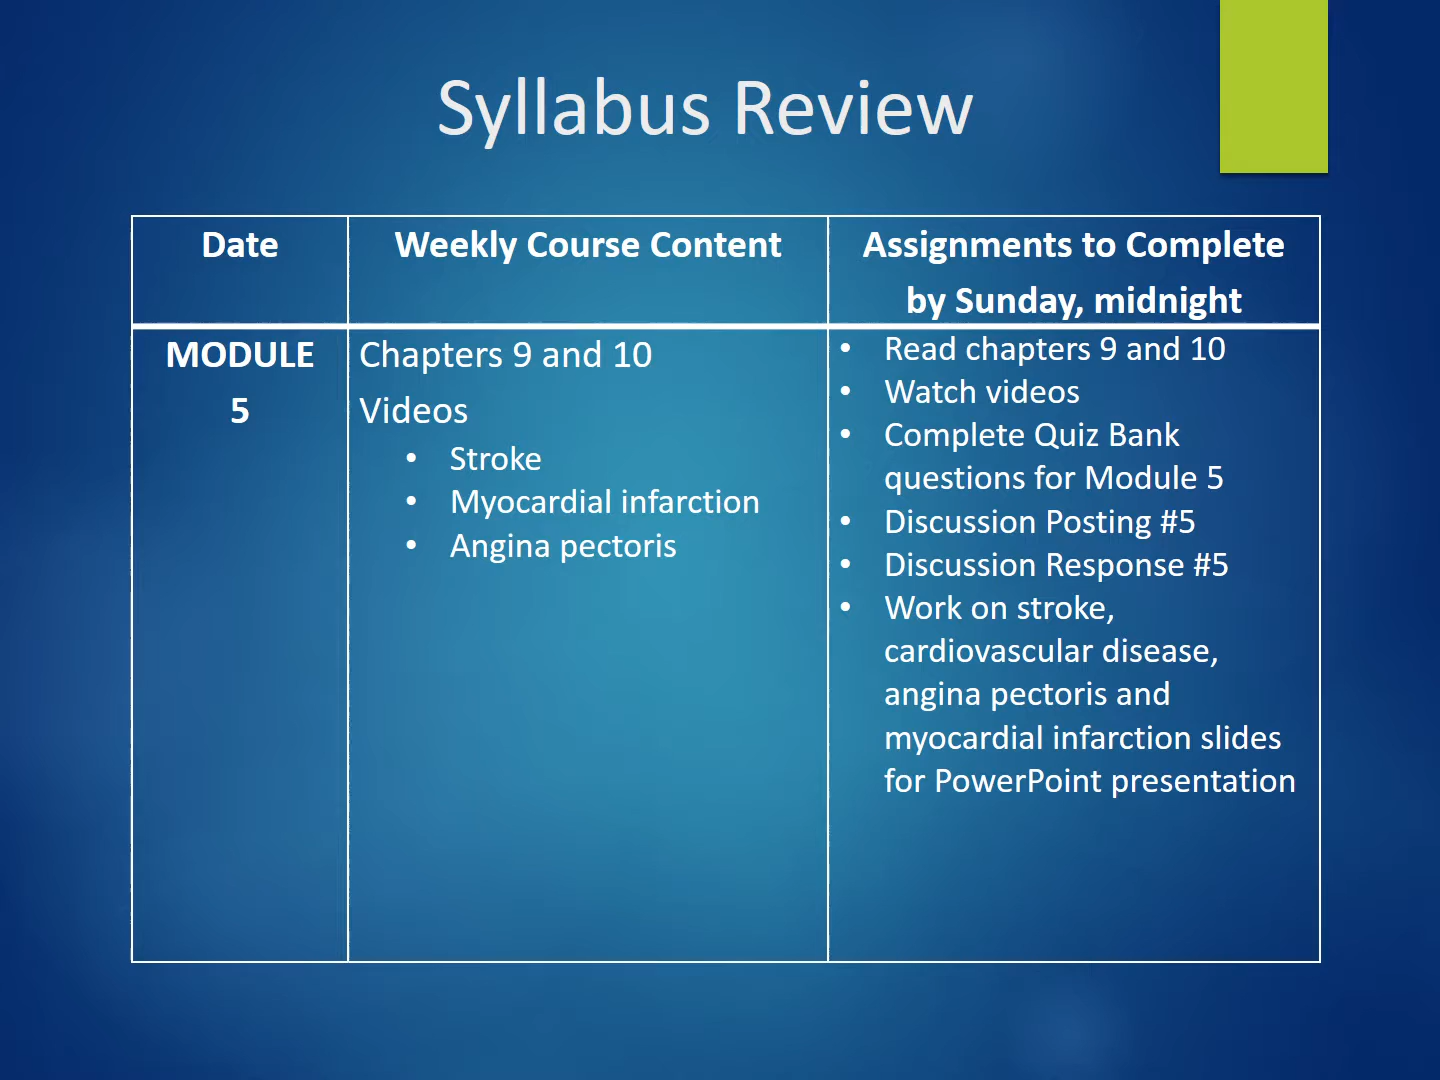 Syllabus Review
Date
Weekly Course Content
Assignments to Complete
by Sunday, midnight
MODULE
5
Chapters 9 and 10
Videos
• Stroke
• Myocardial infarction
• Angina pectoris
• Read chapters 9 and 10
• Watch videos
• Complete Quiz Bank
questions for Module 5
• Discussion Posting #5
• Discussion Response #5
• Work on stroke,
cardiovascular disease,
angina pectoris and
myocardial infarction slides
for PowerPoint presentation